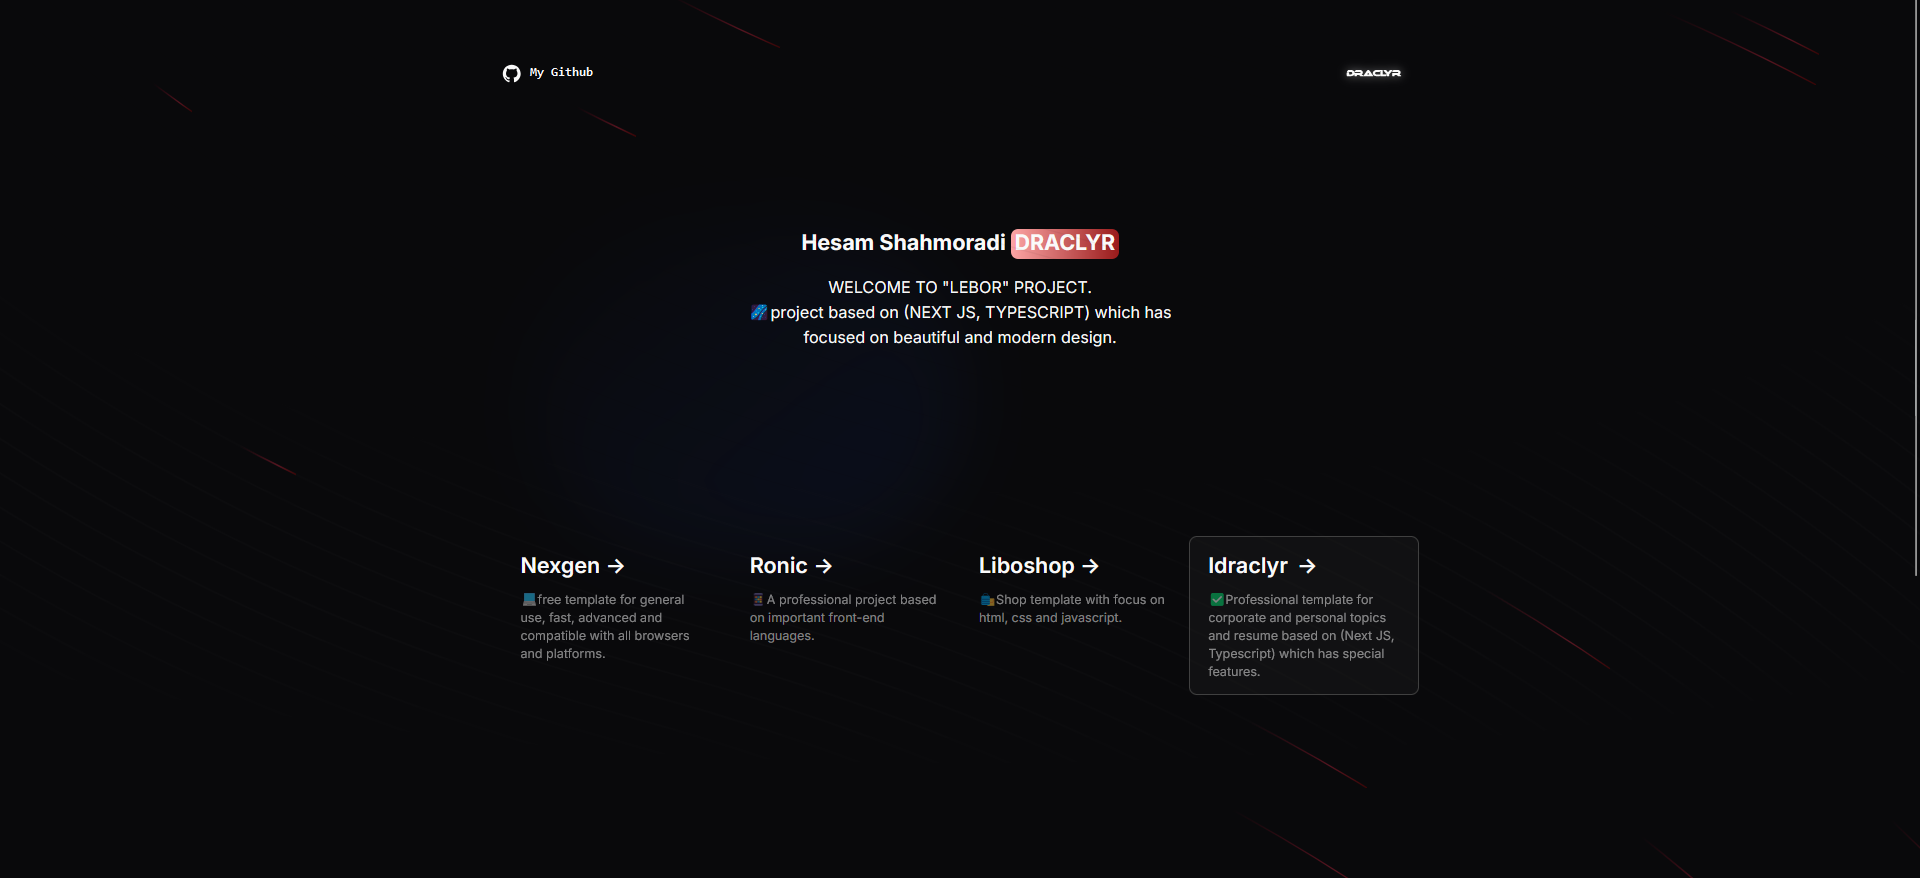 My Github
DRACLYR
Hesam Shahmoradi DRACLYR
WELCOME TO "LEBOR" PROJECT.
🌌project based on (NEXT JS, TYPESCRIPT) which has
focused on beautiful and modern design.
Nexgen ->
💻free template for general
use, fast, advanced and
compatible with all browsers
and platforms.
Ronic ->
A professional project based
on important front-end
languages.
Liboshop ->
🛍️Shop template with focus on
html, css and javascript.
Idraclyr ->
✅Professional template for
corporate and personal topics
and resume based on (Next JS,
Typescript) which has special
features.